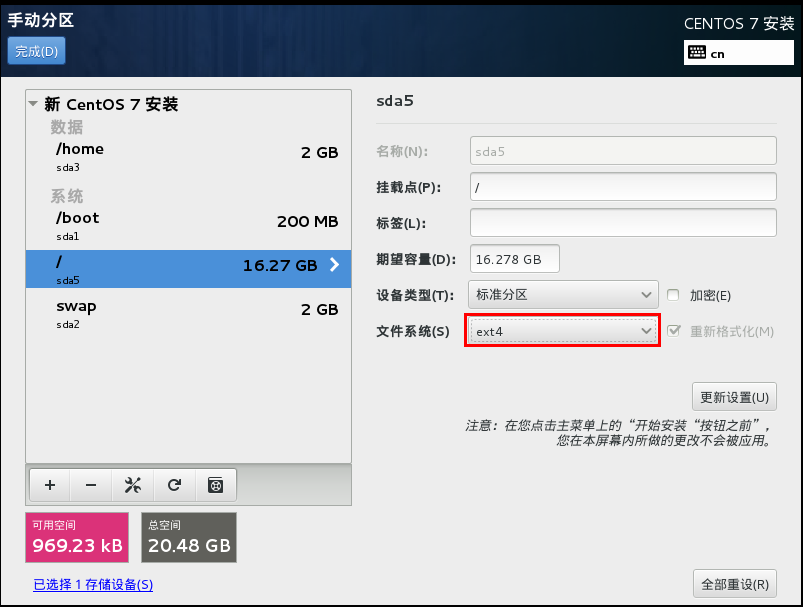 手动分区
完成(D)
CENTOS 7 安装
cn
新 CentOS 7 安装
数据
/home
2 GB
sda3
系统
/boot
200 MB
sda1
/
16.27 GB
sda5
swap
2 GB
sda2
可用空间
969.23 kB
总空间
20.48 GB
已选择 1 存储设备(S)
sda5
名称(N): sda5
挂载点(P): /
标签(L):
期望容量(D): 16.278 GB
设备类型(T): 标准分区 加密(E)
文件系统(S) ext4 重新格式化(M)
更新设置(U)
注意：在您点击主菜单上的“开始安装“按钮之前”，
您在本屏幕内所做的更改不会被应用。
全部重设(R)